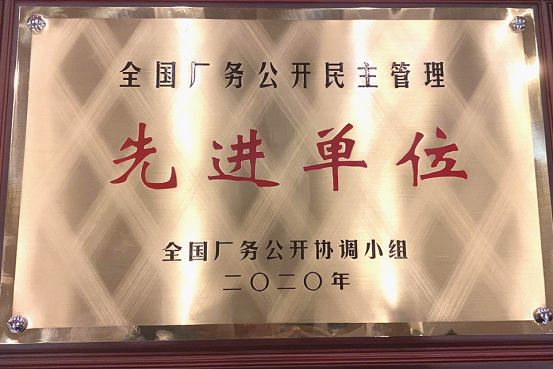 全国厂务公开民主管理
先进单位
全国厂务公开协调小组
二〇二〇年